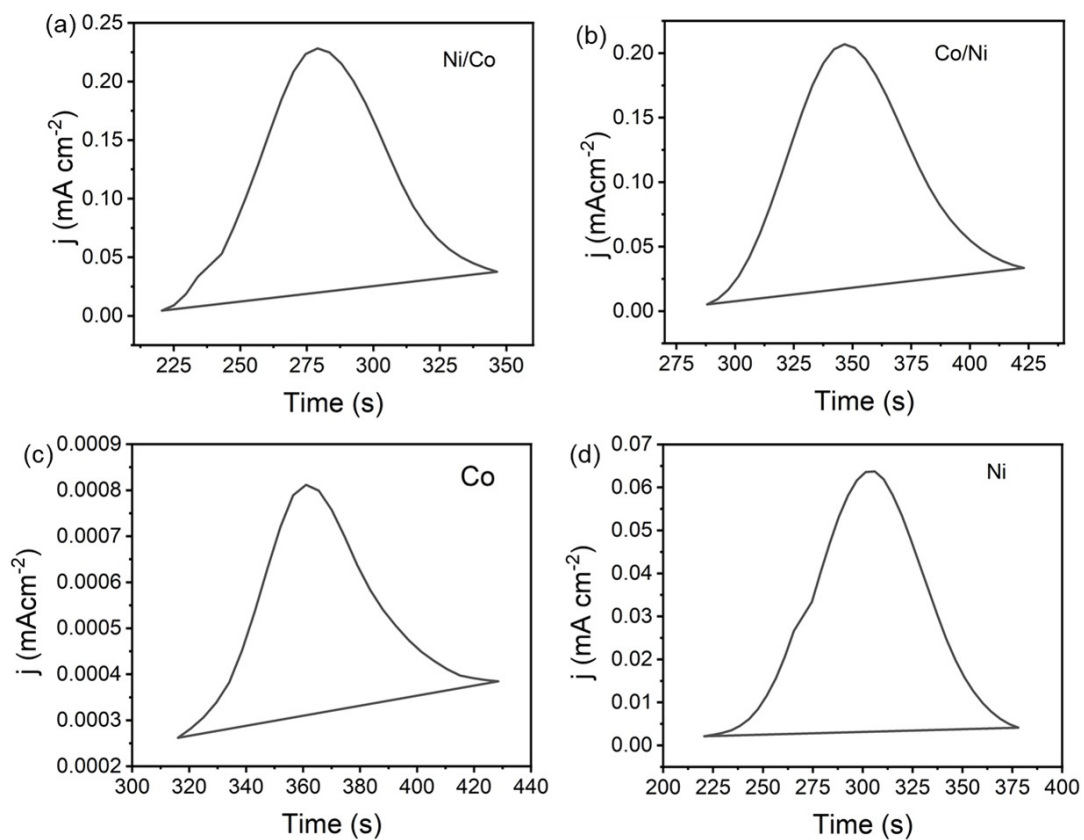 (a)
Ni/Co
j (mA cm-2)
0.25
0.20
0.15
0.10
0.05
0.00
225 250 275 300 325 350
Time (s)
(b)
Co/Ni
j (mAcm-2)
0.20
0.15
0.10
0.05
0.00
275 300 325 350 375 400 425
Time (s)
(c)
Co
j (mAcm-2)
0.0009
0.0008
0.0007
0.0006
0.0005
0.0004
0.0003
0.0002
300 320 340 360 380 400 420 440
Time (s)
(d)
Ni
j (mA cm-2)
0.07
0.06
0.05
0.04
0.03
0.02
0.01
0.00
200 225 250 275 300 325 350 375 400
Time (s)